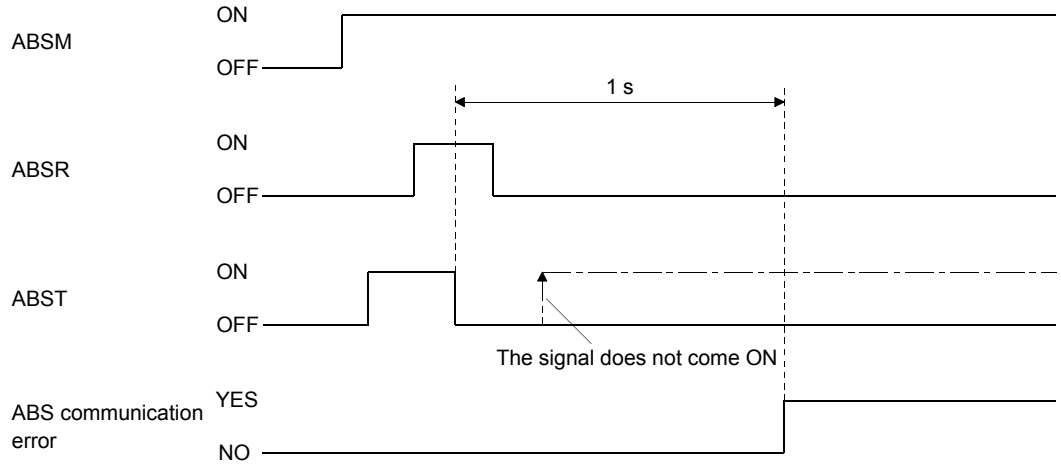 ABSM
ON
OFF
1 s
ABSR
ON
OFF
ABST
ON
OFF
The signal does not come ON
ABS communication
error
YES
NO